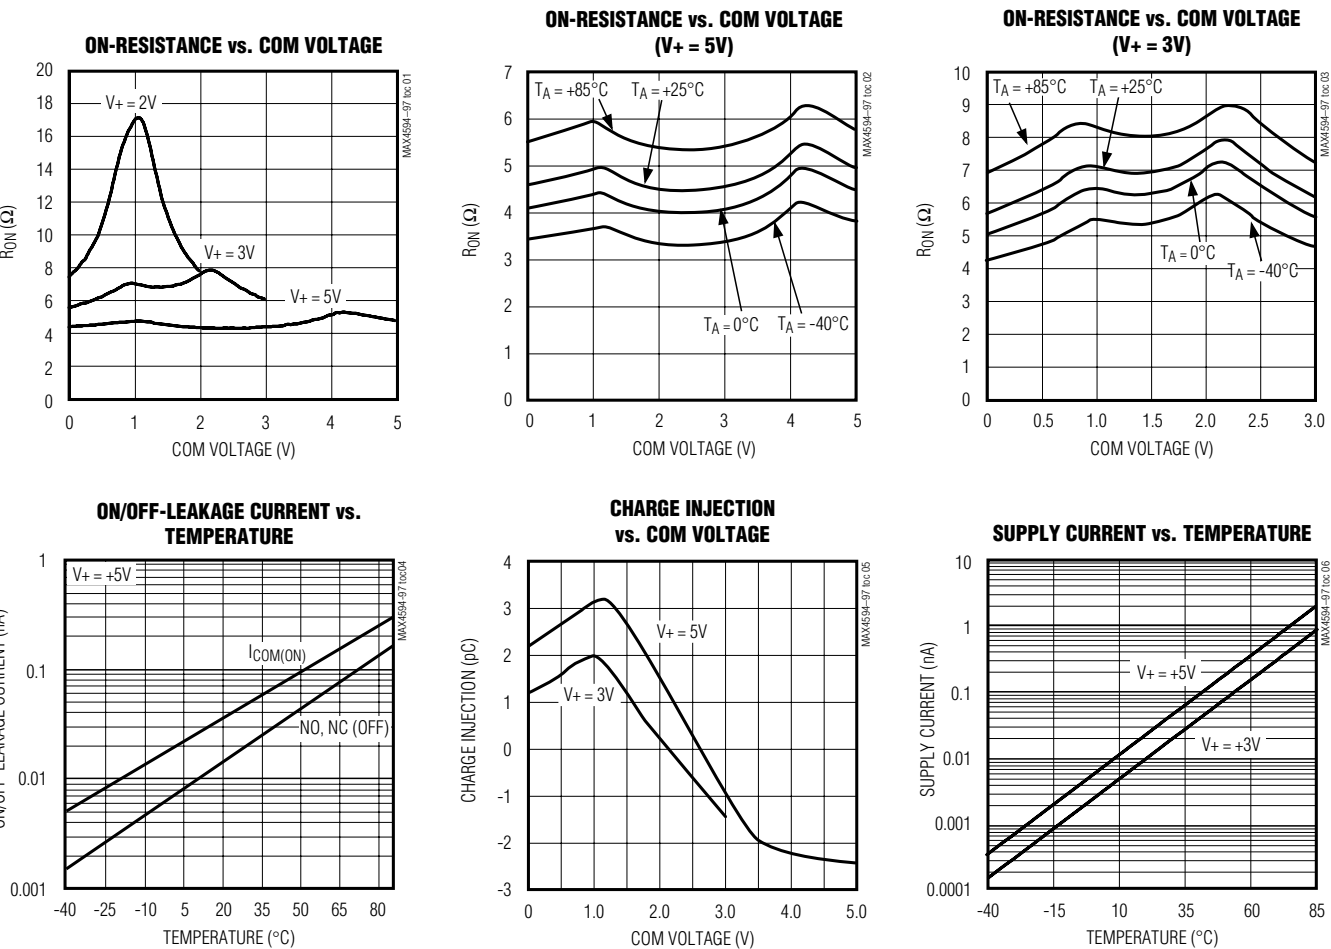 ON-RESISTANCE vs. COM VOLTAGE
20
18
16
14
12
10
8
6
4
2
0
RON (Ω)
V+ = 2V
V+ = 3V
V+ = 5V
0 1 2 3 4 5
COM VOLTAGE (V)
MAX4594–97 toc 01
ON-RESISTANCE vs. COM VOLTAGE
(V+ = 5V)
7
6
5
4
3
2
1
0
RON (Ω)
TA = +85°C
TA = +25°C
TA = 0°C
TA = -40°C
0 1 2 3 4 5
COM VOLTAGE (V)
MAX4594–97 toc 02
ON-RESISTANCE vs. COM VOLTAGE
(V+ = 3V)
10
9
8
7
6
5
4
3
2
1
0
RON (Ω)
TA = +85°C
TA = +25°C
TA = 0°C
TA = -40°C
0 0.5 1.0 1.5 2.0 2.5 3.0
COM VOLTAGE (V)
MAX4594–97 toc 03
ON/OFF-LEAKAGE CURRENT vs.
TEMPERATURE
1
0.1
0.01
0.001
ON/OFF-LEAKAGE CURRENT (nA)
V+ = +5V
ICOM(ON)
NO, NC (OFF)
-40 -25 -10 5 20 35 50 65 80
TEMPERATURE (°C)
MAX4594–97 toc04
CHARGE INJECTION
vs. COM VOLTAGE
4
3
2
1
0
-1
-2
-3
CHARGE INJECTION (pC)
V+ = 5V
V+ = 3V
0 1.0 2.0 3.0 4.0 5.0
COM VOLTAGE (V)
MAX4594–97 toc 05
SUPPLY CURRENT vs. TEMPERATURE
10
1
0.1
0.01
0.001
0.0001
SUPPLY CURRENT (nA)
V+ = +5V
V+ = +3V
-40 -15 10 35 60 85
TEMPERATURE (°C)
MAX4594–97 toc 06